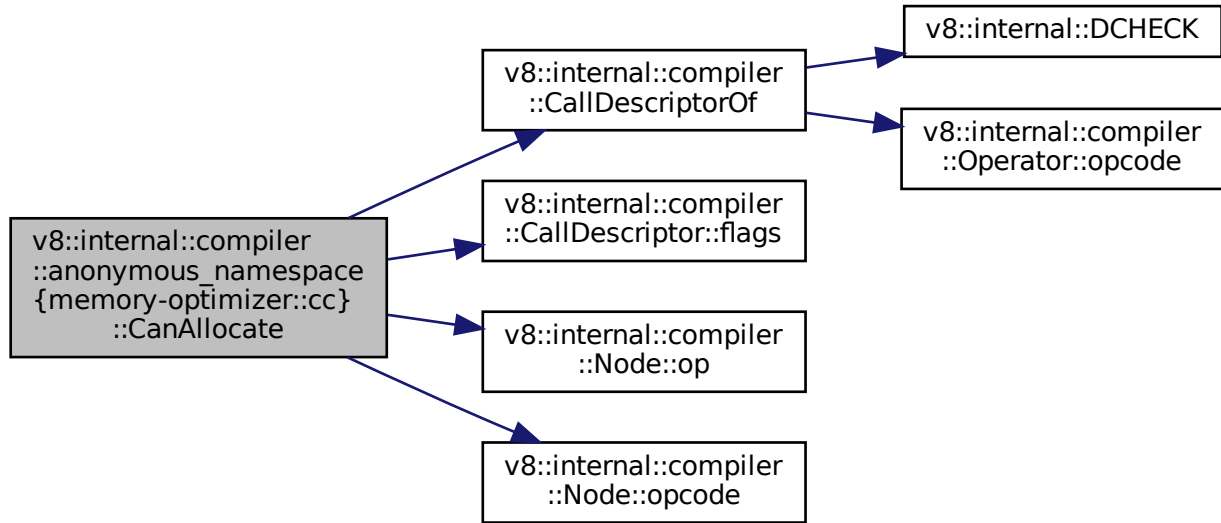 v8::internal::compiler
::anonymous_namespace
{memory-optimizer::cc}
::CanAllocate
v8::internal::compiler
::CallDescriptorOf
v8::internal::compiler
::CallDescriptor::flags
v8::internal::compiler
::Node::op
v8::internal::compiler
::Node::opcode
v8::internal::DCHECK
v8::internal::compiler
::Operator::opcode